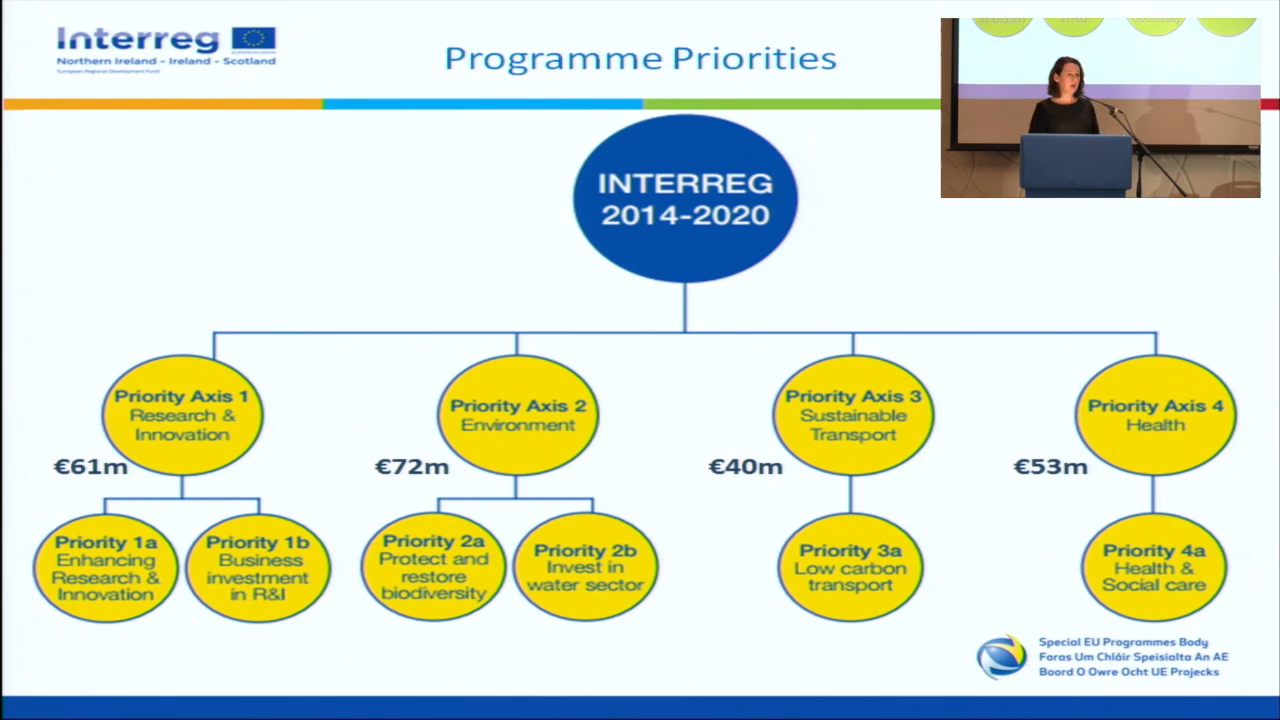 Interreg
EUROPEAN UNION
Northern Ireland - Ireland - Scotland
European Regional Development Fund
Programme Priorities
INTERREG
2014-2020
Priority Axis 1
Research &
Innovation
€61m
Priority Axis 2
Environment
€72m
Priority Axis 3
Sustainable
Transport
€40m
Priority Axis 4
Health
€53m
Priority 1a
Enhancing
Research &
Innovation
Priority 1b
Business
investment
in R&I
Priority 2a
Protect and
restore
biodiversity
Priority 2b
Invest in
water sector
Priority 3a
Low carbon
transport
Priority 4a
Health &
Social care
Special EU Programmes Body
Foras Um Chláir Speisialta An AE
Boord O Owre Ocht UE Projecks